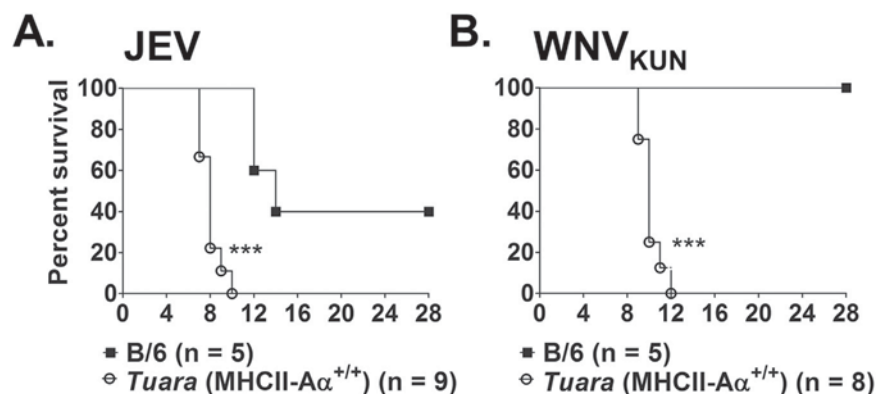 A. JEV
Percent survival
100
80
60
40
20
0
***
0 4 8 12 16 20 24 28
B/6 (n = 5)
Tuara (MHCII-Aα+/+) (n = 9)
B. WNVKUN
100
80
60
40
20
0
***
0 4 8 12 16 20 24 28
B/6 (n = 5)
Tuara (MHCII-Aα+/+) (n = 8)